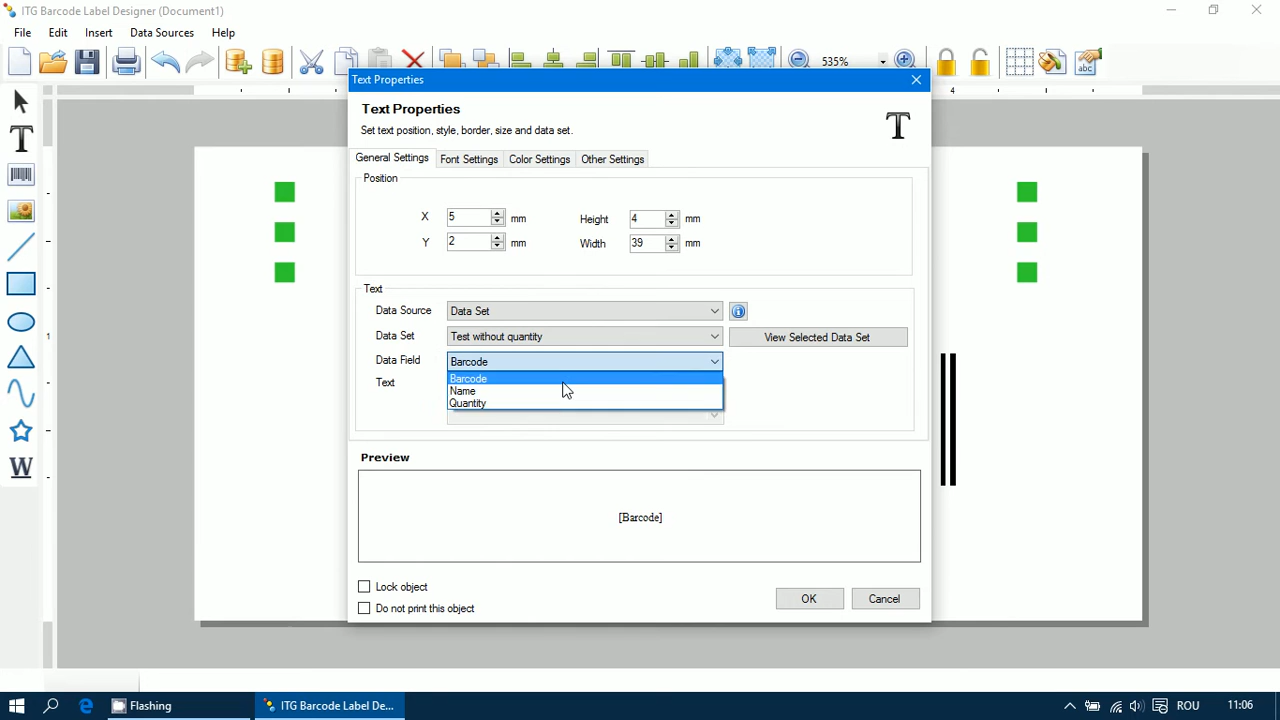 ITG Barcode Label Designer (Document1)
File Edit Insert Data Sources Help
535%
abc
Text Properties
Text Properties
Set text position, style, border, size and data set.
T
General Settings Font Settings Color Settings Other Settings
Position
X 5 mm Height 4 mm
Y 2 mm Width 39 mm
4
1
T
W
Text
Data Source Data Set
Data Set Test without quantity View Selected Data Set
Data Field Barcode
Text
Barcode
Name
Quantity
Preview
[Barcode]
Lock object
Do not print this object
OK Cancel
Flashing
ITG Barcode Label De...
ROU
11:06